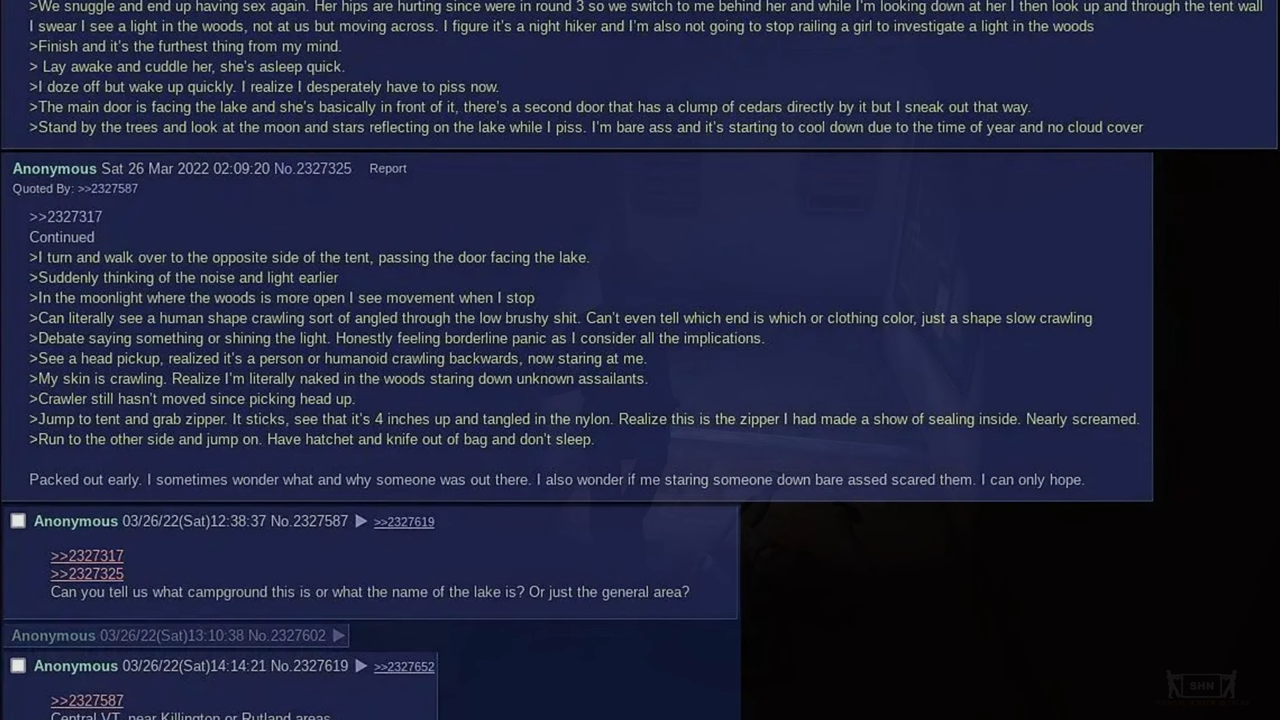 >We snuggle and end up having sex again. Her hips are hurting since were in round 3 so we switch to me behind her and while I'm looking down at her I then look up and through the tent wall
I swear I see a light in the woods, not at us but moving across. I figure it's a night hiker and I'm also not going to stop railing a girl to investigate a light in the woods
>Finish and it's the furthest thing from my mind.
> Lay awake and cuddle her, she's asleep quick.
>I doze off but wake up quickly. I realize I desperately have to piss now.
>The main door is facing the lake and she's basically in front of it, there's a second door that has a clump of cedars directly by it but I sneak out that way.
>Stand by the trees and look at the moon and stars reflecting on the lake while I piss. I'm bare ass and it's starting to cool down due to the time of year and no cloud cover
Anonymous Sat 26 Mar 2022 02:09:20 No.2327325 Report
Quoted By: >>2327587
>>2327317
Continued
>I turn and walk over to the opposite side of the tent, passing the door facing the lake.
>Suddenly thinking of the noise and light earlier
>In the moonlight where the woods is more open I see movement when I stop
>Can literally see a human shape crawling sort of angled through the low brushy shit. Can't even tell which end is which or clothing color, just a shape slow crawling
>Debate saying something or shining the light. Honestly feeling borderline panic as I consider all the implications.
>See a head pickup, realized it's a person or humanoid crawling backwards, now staring at me.
>My skin is crawling. Realize I'm literally naked in the woods staring down unknown assailants.
>Crawler still hasn't moved since picking head up.
>Jump to tent and grab zipper. It sticks, see that it's 4 inches up and tangled in the nylon. Realize this is the zipper I had made a show of sealing inside. Nearly screamed.
>Run to the other side and jump on. Have hatchet and knife out of bag and don't sleep.
Packed out early. I sometimes wonder what and why someone was out there. I also wonder if me staring someone down bare assed scared them. I can only hope.
Anonymous 03/26/22(Sat)12:38:37 No.2327587 ▶ >>2327619
>>2327317
>>2327325
Can you tell us what campground this is or what the name of the lake is? Or just the general area?
Anonymous 03/26/22(Sat)13:10:38 No.2327602 ▶
Anonymous 03/26/22(Sat)14:14:21 No.2327619 ▶ >>2327652
>>2327587
Central VT, near Killington or Rutland areas
SHN